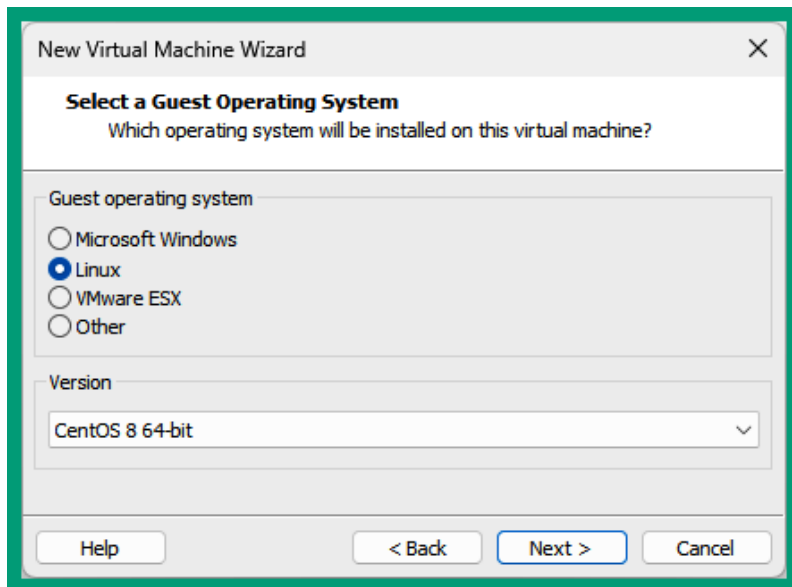 New Virtual Machine Wizard
Select a Guest Operating System
Which operating system will be installed on this virtual machine?
Guest operating system
Microsoft Windows
Linux
VMware ESX
Other
Version
CentOS 8 64-bit
Help
< Back
Next >
Cancel